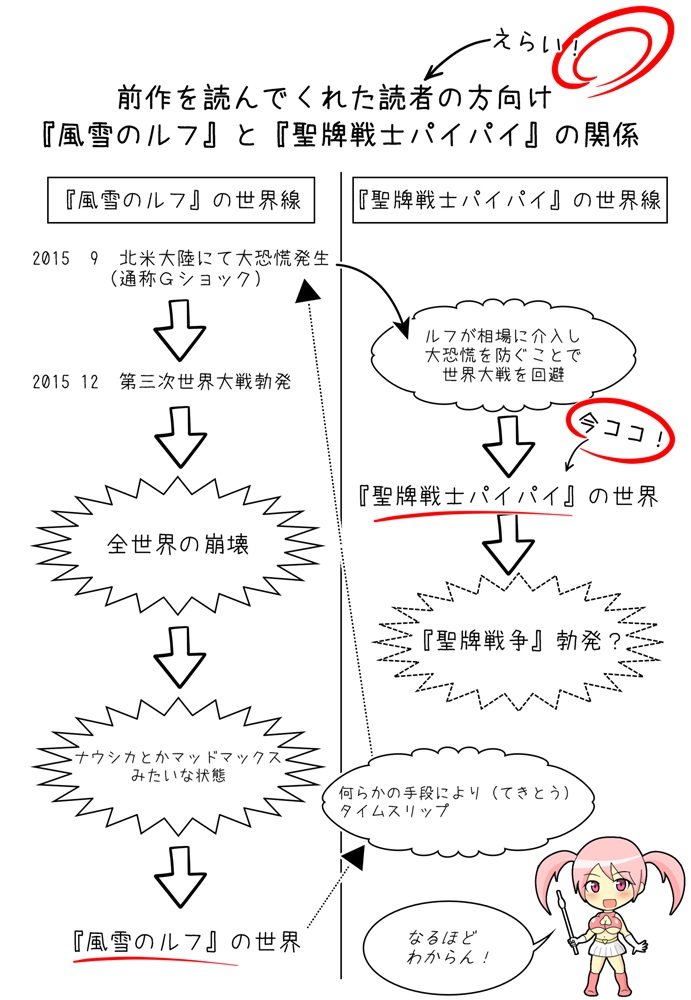 えらい！
前作を読んでくれた読者の方向け
『風雪のルフ』と『聖牌戦士パイパイ』の関係
『風雪のルフ』の世界線
2015 9 北米大陸にて大恐慌発生
（通称Ｇショック）
2015 12 第三次世界大戦勃発
全世界の崩壊
ナウシカとかマッドマックス
みたいな状態
『風雪のルフ』の世界
何らかの手段により（てきとう）
タイムスリップ
『聖牌戦士パイパイ』の世界線
ルフが相場に介入し
大恐慌を防ぐことで
世界大戦を回避
今ココ！
『聖牌戦士パイパイ』の世界
『聖牌戦争』勃発？
なるほど
わからん！